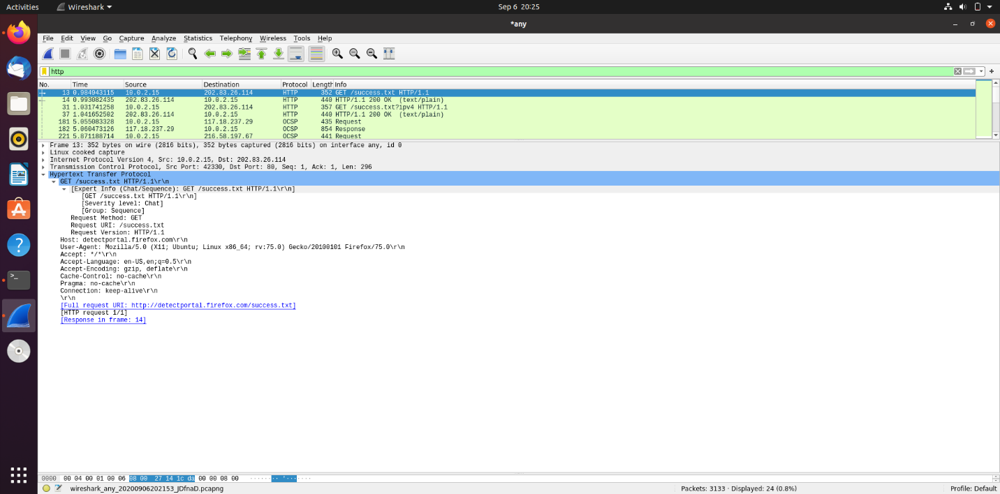 Activities Wireshark Sep 6 20:25
*any
File Edit View Go Capture Analyze Statistics Telephony Wireless Tools Help
http
No. Time Source Destination Protocol Length Info
13 0.984943115 10.0.2.15 202.83.26.114 HTTP 352 GET /success.txt HTTP/1.1
14 0.993082435 202.83.26.114 10.0.2.15 HTTP 440 HTTP/1.1 200 OK (text/plain)
31 1.031741258 10.0.2.15 202.83.26.114 HTTP 357 GET /success.txt?ipv4 HTTP/1.1
37 1.041652502 202.83.26.114 10.0.2.15 HTTP 440 HTTP/1.1 200 OK (text/plain)
181 5.055083328 10.0.2.15 117.18.237.29 OCSP 435 Request
182 5.060473126 117.18.237.29 10.0.2.15 OCSP 854 Response
221 5.871188714 10.0.2.15 216.58.197.67 OCSP 441 Request
Frame 13: 352 bytes on wire (2816 bits), 352 bytes captured (2816 bits) on interface any, id 0
Linux cooked capture
Internet Protocol Version 4, Src: 10.0.2.15, Dst: 202.83.26.114
Transmission Control Protocol, Src Port: 42330, Dst Port: 80, Seq: 1, Ack: 1, Len: 296
Hypertext Transfer Protocol
GET /success.txt HTTP/1.1\r\n
[Expert Info (Chat/Sequence): GET /success.txt HTTP/1.1\r\n]
[GET /success.txt HTTP/1.1\r\n]
[Severity level: Chat]
[Group: Sequence]
Request Method: GET
Request URI: /success.txt
Request Version: HTTP/1.1
Host: detectportal.firefox.com\r\n
User-Agent: Mozilla/5.0 (X11; Ubuntu; Linux x86_64; rv:75.0) Gecko/20100101 Firefox/75.0\r\n
Accept: */*\r\n
Accept-Language: en-US,en;q=0.5\r\n
Accept-Encoding: gzip, deflate\r\n
Cache-Control: no-cache\r\n
Pragma: no-cache\r\n
Connection: keep-alive\r\n
\r\n
[Full request URI: http://detectportal.firefox.com/success.txt]
[HTTP request 1/1]
[Response in frame: 14]
0000 00 04 00 01 00 06 08 00 27 14 1c da 00 00 08 00 ········'·······
wireshark_any_20200906202153_JDfnaD.pcapng Packets: 3133 · Displayed: 24 (0.8%) Profile: Default